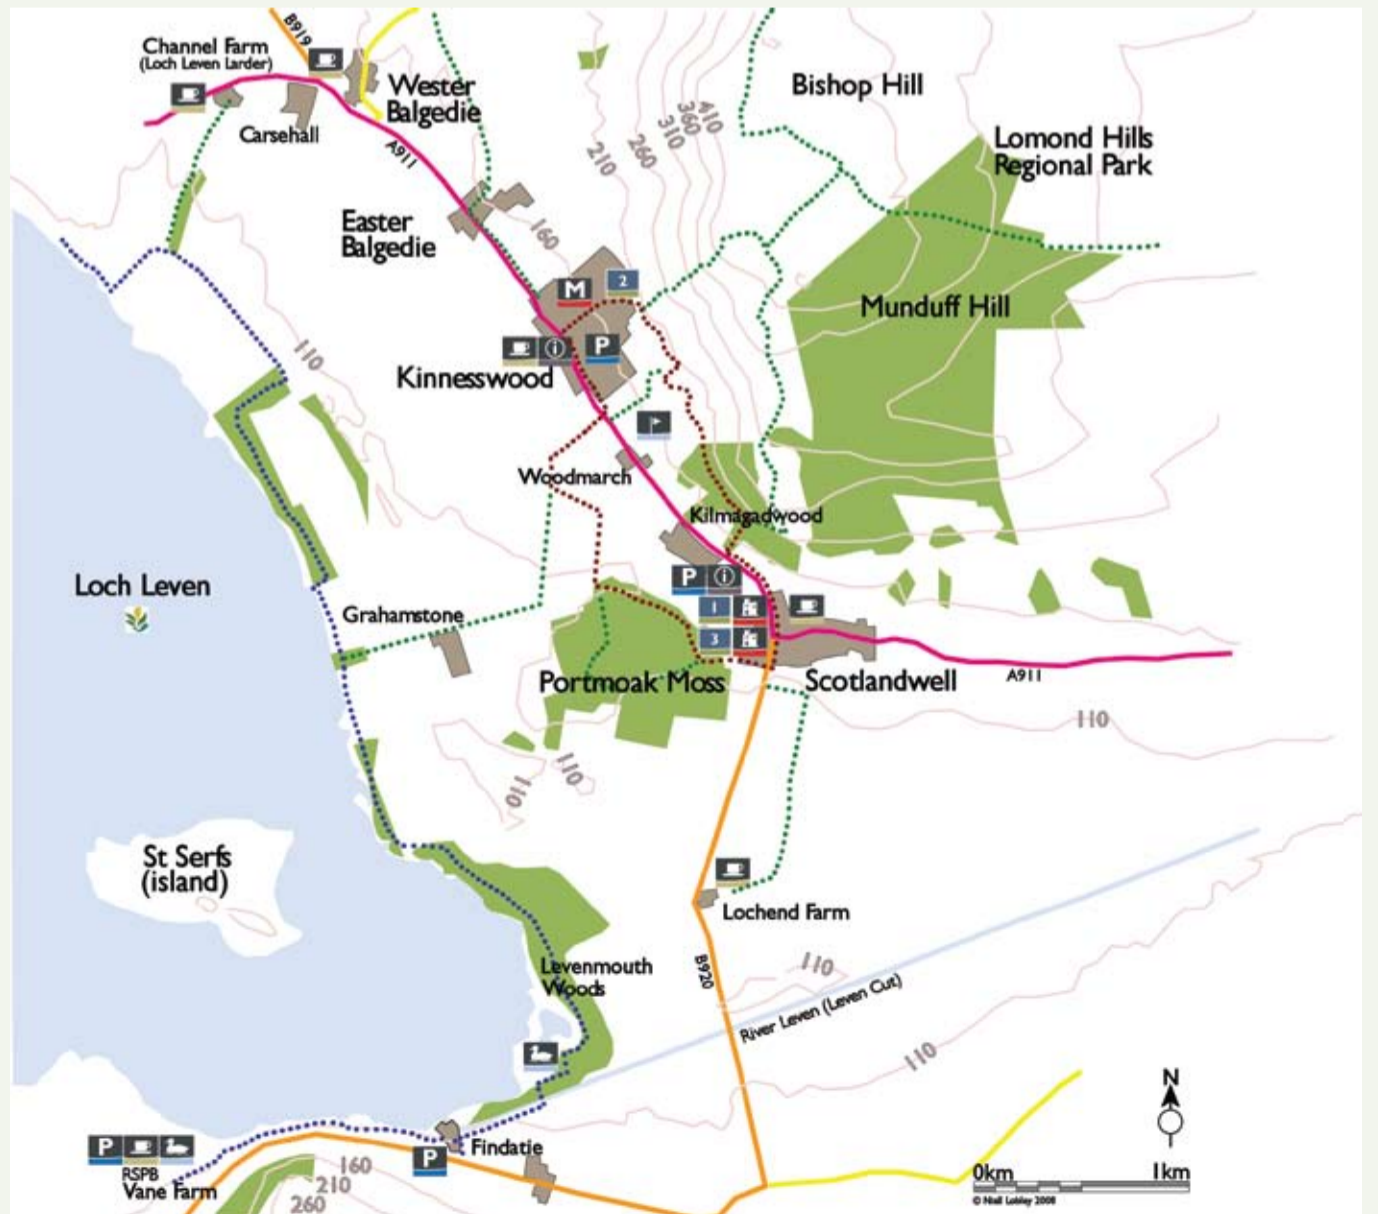 B919
Channel Farm
(Loch Leven Larder)
Wester
Balgedie
Carsehall
A911
Bishop Hill
410
360
310
260
210
Lomond Hills
Regional Park
Easter
Balgedie
160
M
2
Munduff Hill
110
i
P
Kinnesswood
Woodmarch
Kilmagadwood
P
i
Loch Leven
1
Grahamstone
3
Portmoak Moss
Scotlandwell
A911
110
110
110
St Serfs
(island)
Lochend Farm
Levenmouth
Woods
B920
110
River Leven (Leven Cut)
110
N
P
RSPB
Vane Farm
P
Findatie
160
210
260
0km
1km
© Niall Lobley 2008